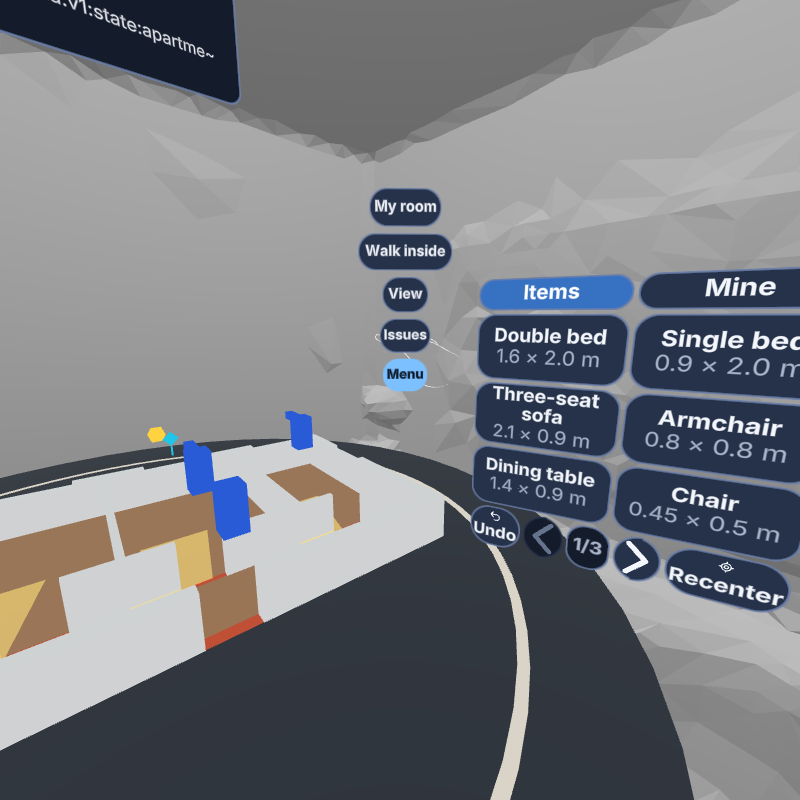 v1:state:apartme~
My room
Walk inside
View
Issues
Menu
Items
Mine
Double bed
1.6 × 2.0 m
Single bed
0.9 × 2.0 m
Three-seat
sofa
2.1 × 0.9 m
Armchair
0.8 × 0.8 m
Dining table
1.4 × 0.9 m
Chair
0.45 × 0.5 m
Undo
1/3
Recenter